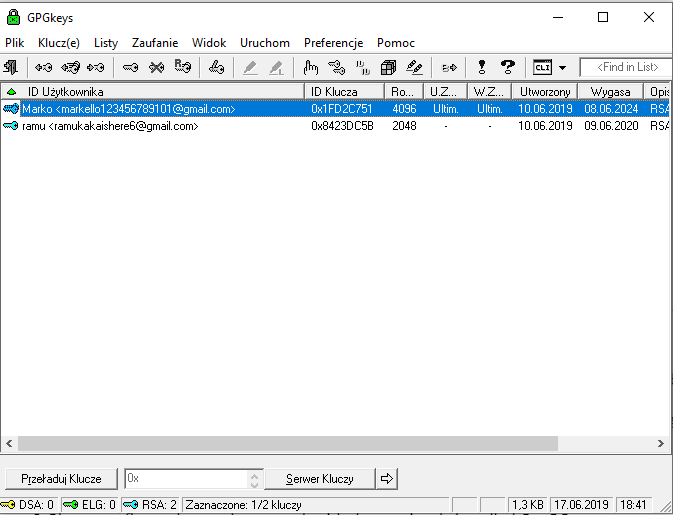 GPGkeys
Plik Klucz(e) Listy Zaufanie Widok Uruchom Preferencje Pomoc
CLI <Find in List>
ID Użytkownika ID Klucza Ro... U.Z... W.Z... Utworzony Wygasa Opis
Marko <markello123456789101@gmail.com> 0x1FD2C751 4096 Ultim. Ultim. 10.06.2019 08.06.2024 RSA
ramu <ramukakaishere6@gmail.com> 0x8423DC5B 2048 - - 10.06.2019 09.06.2020 RSA
Przeładuj Klucze 0x Serwer Kluczy
DSA: 0 ELG: 0 RSA: 2 Zaznaczone: 1/2 kluczy 1,3 KB 17.06.2019 18:41